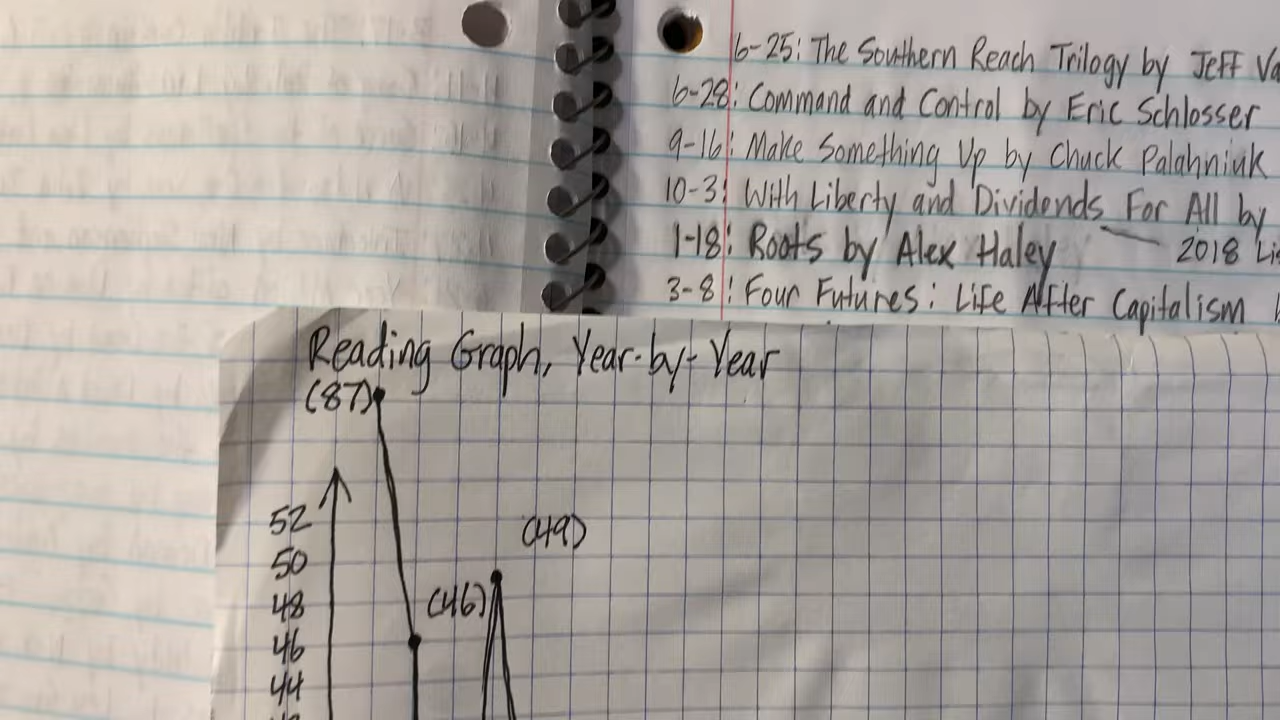 6-25: The Southern Reach Trilogy by Jeff Va
6-28: Command and Control by Eric Schlosser
9-16: Make Something Up by Chuck Palahniuk
10-3: With Liberty and Dividends For All by
1-18: Roots by Alex Haley 2018 Lis
3-8: Four Futures: Life After Capitalism
Reading Graph, Year-by-Year
(87)
52
(49)
50
48
(46)
46
44